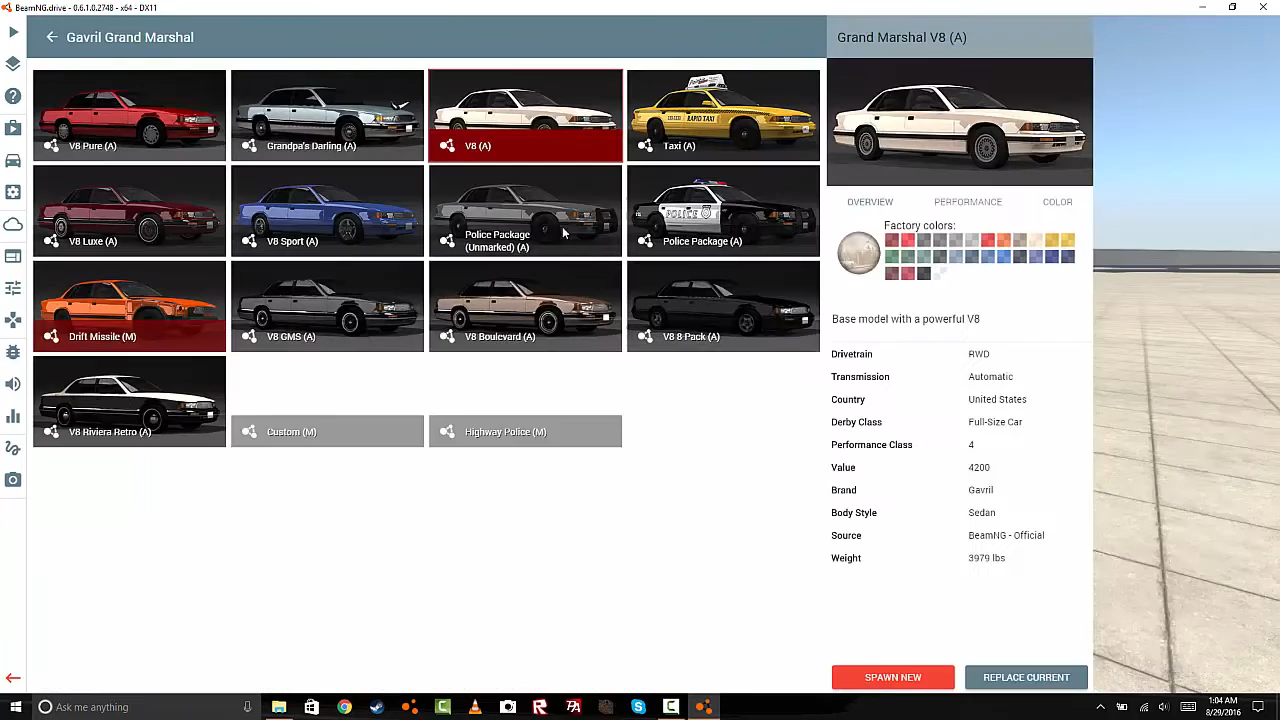 BeamNG.drive - 0.6.1.0.2748 - x64 - DX11
Gavril Grand Marshal
Grand Marshal V8 (A)
V8 Pure (A)
Grandpa's Darling (A)
V8 (A)
Taxi (A)
RAPID TAXI
V8 Luxe (A)
V8 Sport (A)
Police Package
(Unmarked) (A)
POLICE
Police Package (A)
Drift Missile (M)
V8 GMS (A)
V8 Boulevard (A)
V8 8-Pack (A)
V8 Riviera Retro (A)
Custom (M)
Highway Police (M)
OVERVIEW
PERFORMANCE
COLOR
Factory colors:
Base model with a powerful V8
Drivetrain RWD
Transmission Automatic
Country United States
Derby Class Full-Size Car
Performance Class 4
Value 4200
Brand Gavril
Body Style Sedan
Source BeamNG - Official
Weight 3979 lbs
SPAWN NEW
REPLACE CURRENT
Ask me anything
1:04 AM
8/29/2016